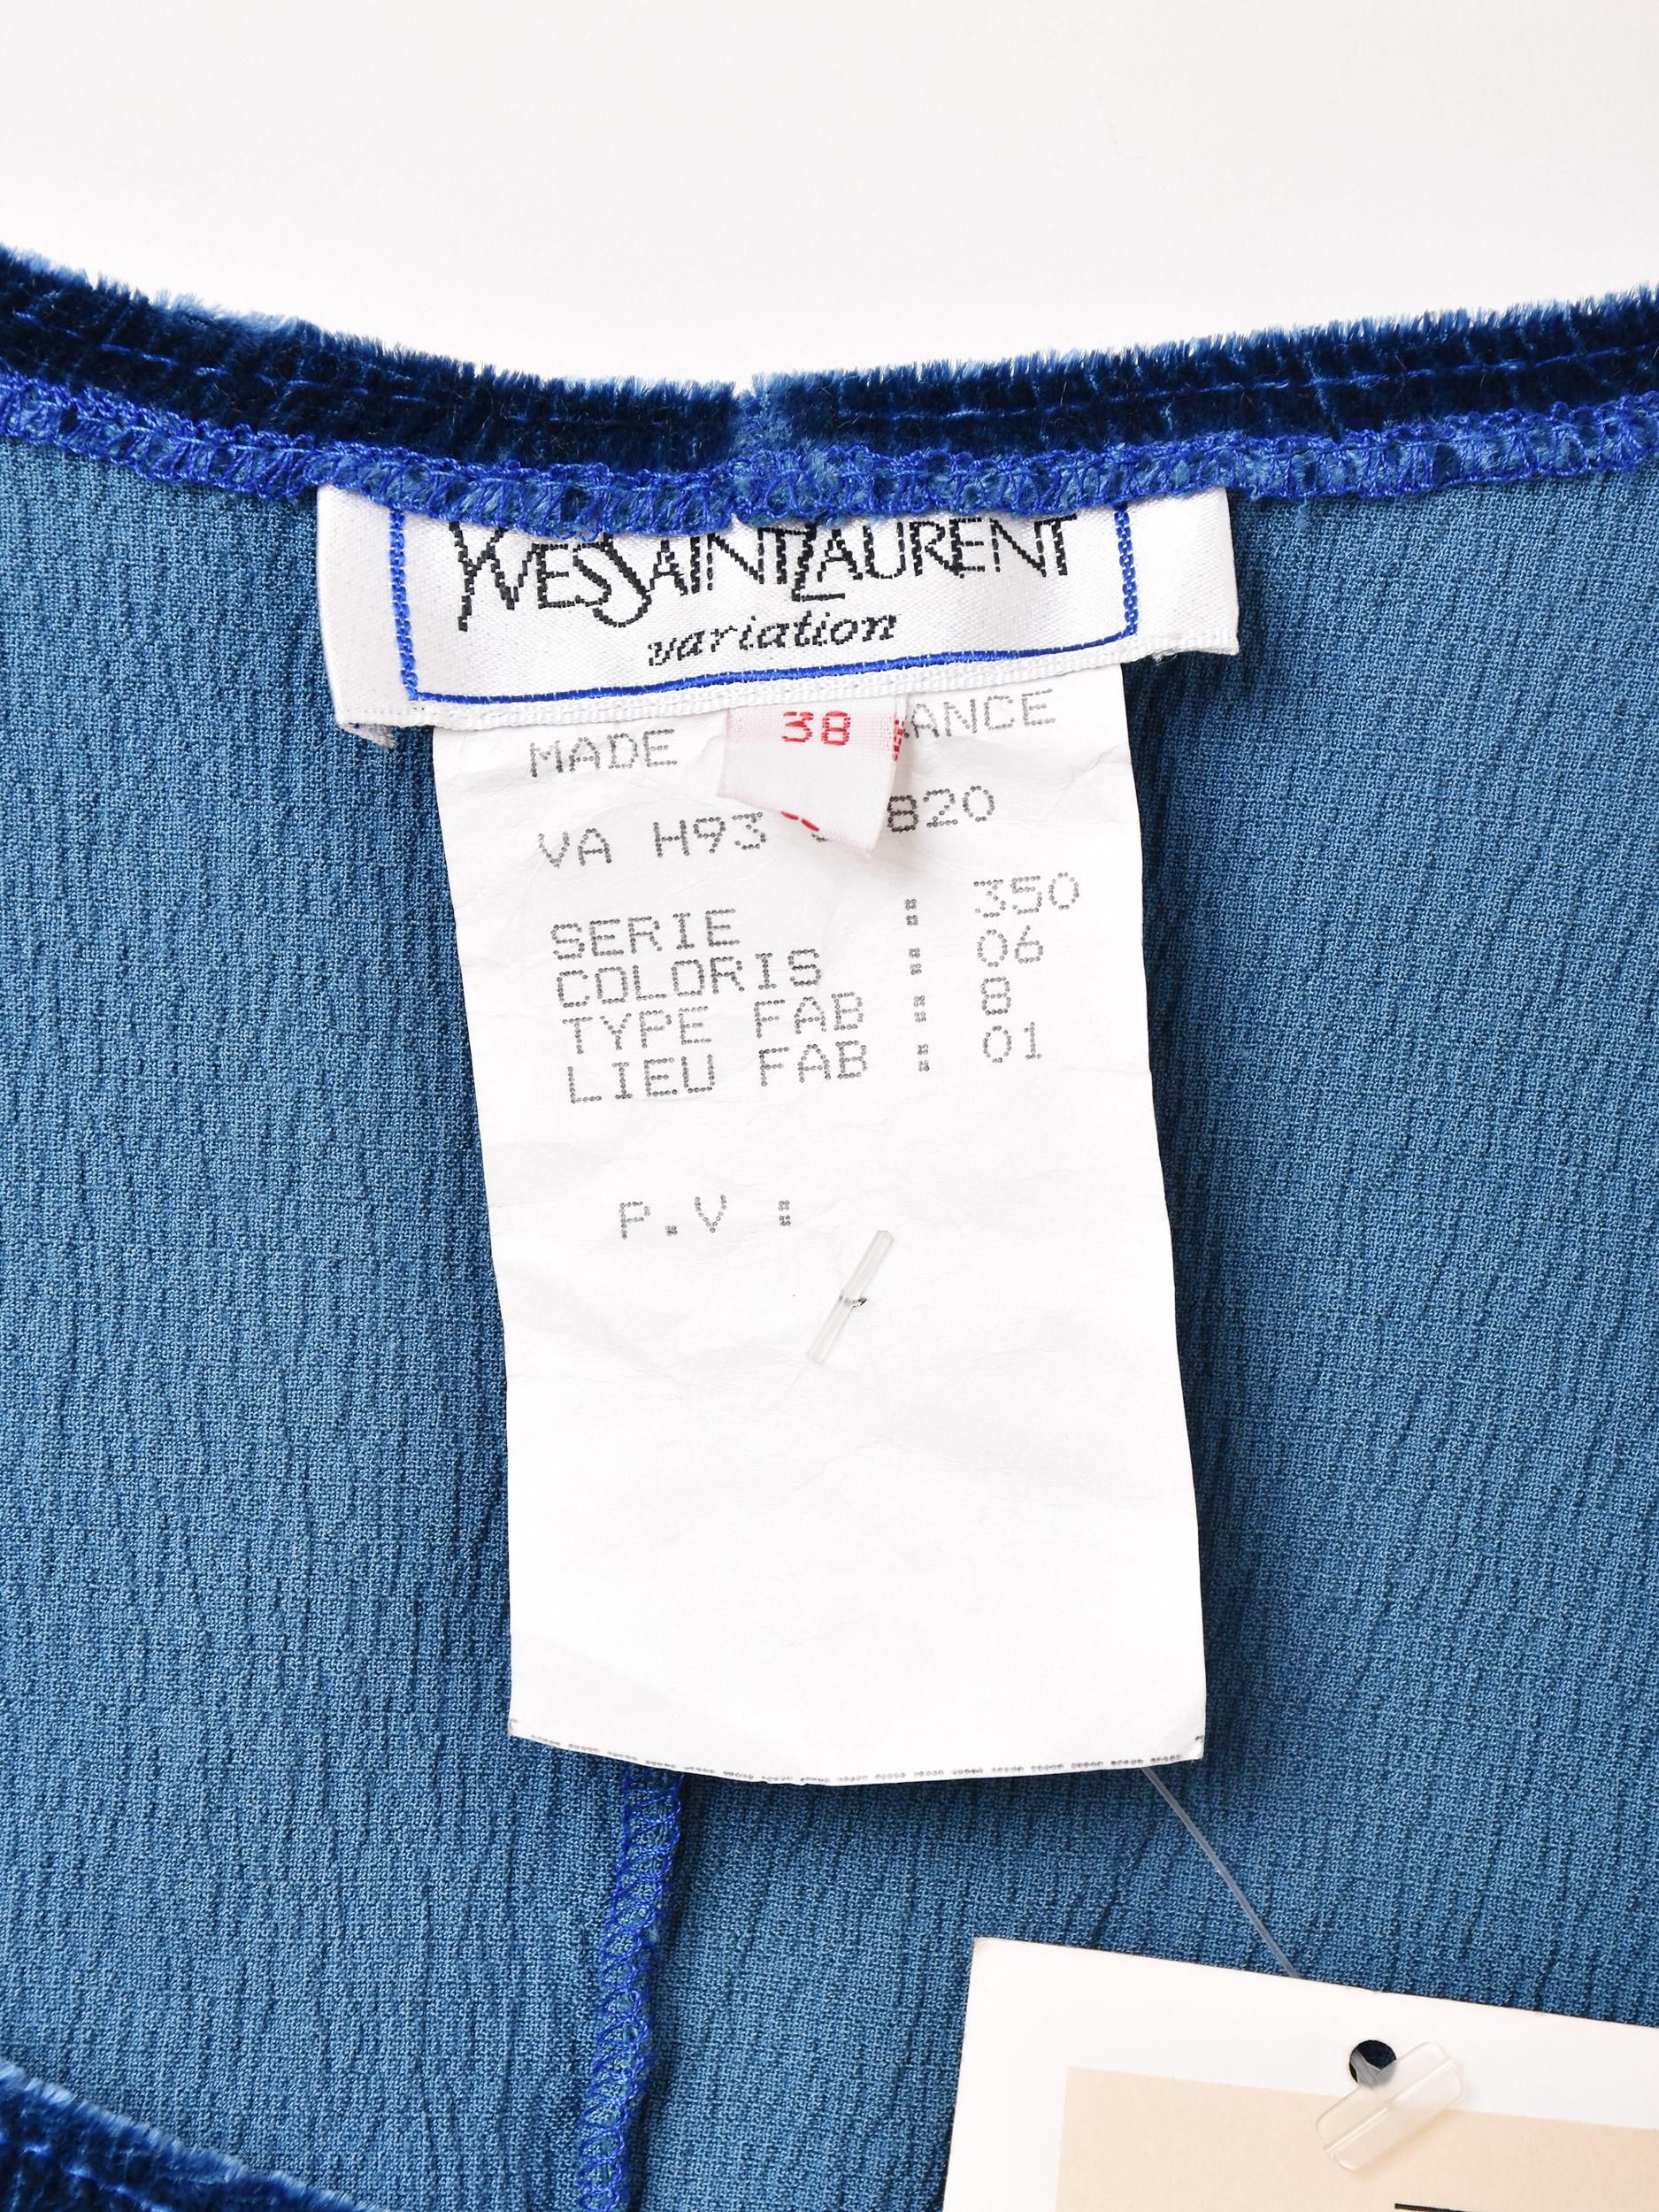 YVESSAINTLAURENT
variation
38
MADE ANCE
VA H93 820
SERIE : 350
COLORIS : 06
TYPE FAB : 8
LIEU FAB : 01
P.V :